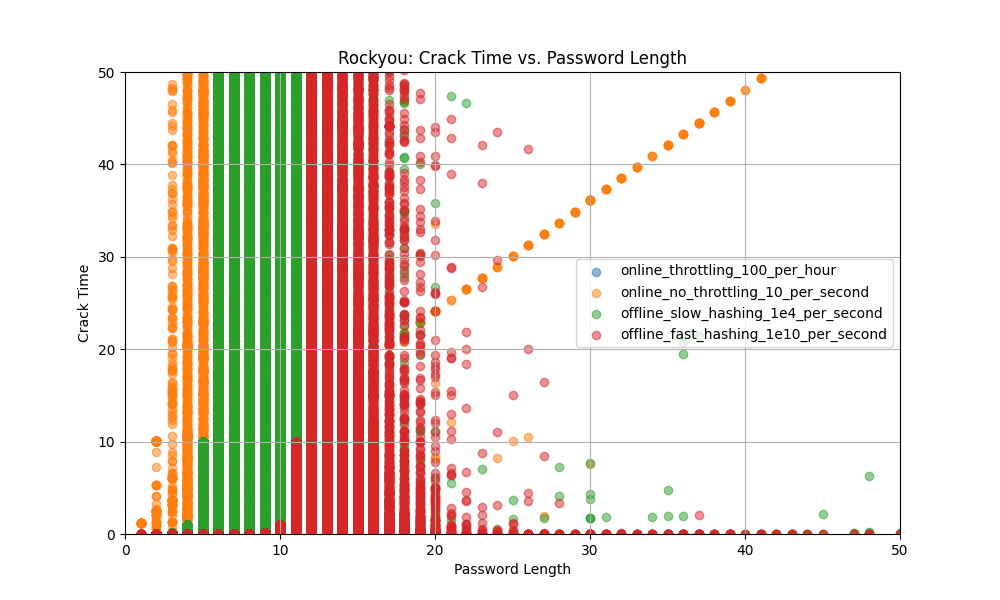 Rockyou: Crack Time vs. Password Length
50
40
30
20
10
0
Crack Time
online_throttling_100_per_hour
online_no_throttling_10_per_second
offline_slow_hashing_1e4_per_second
offline_fast_hashing_1e10_per_second
0 10 20 30 40 50
Password Length